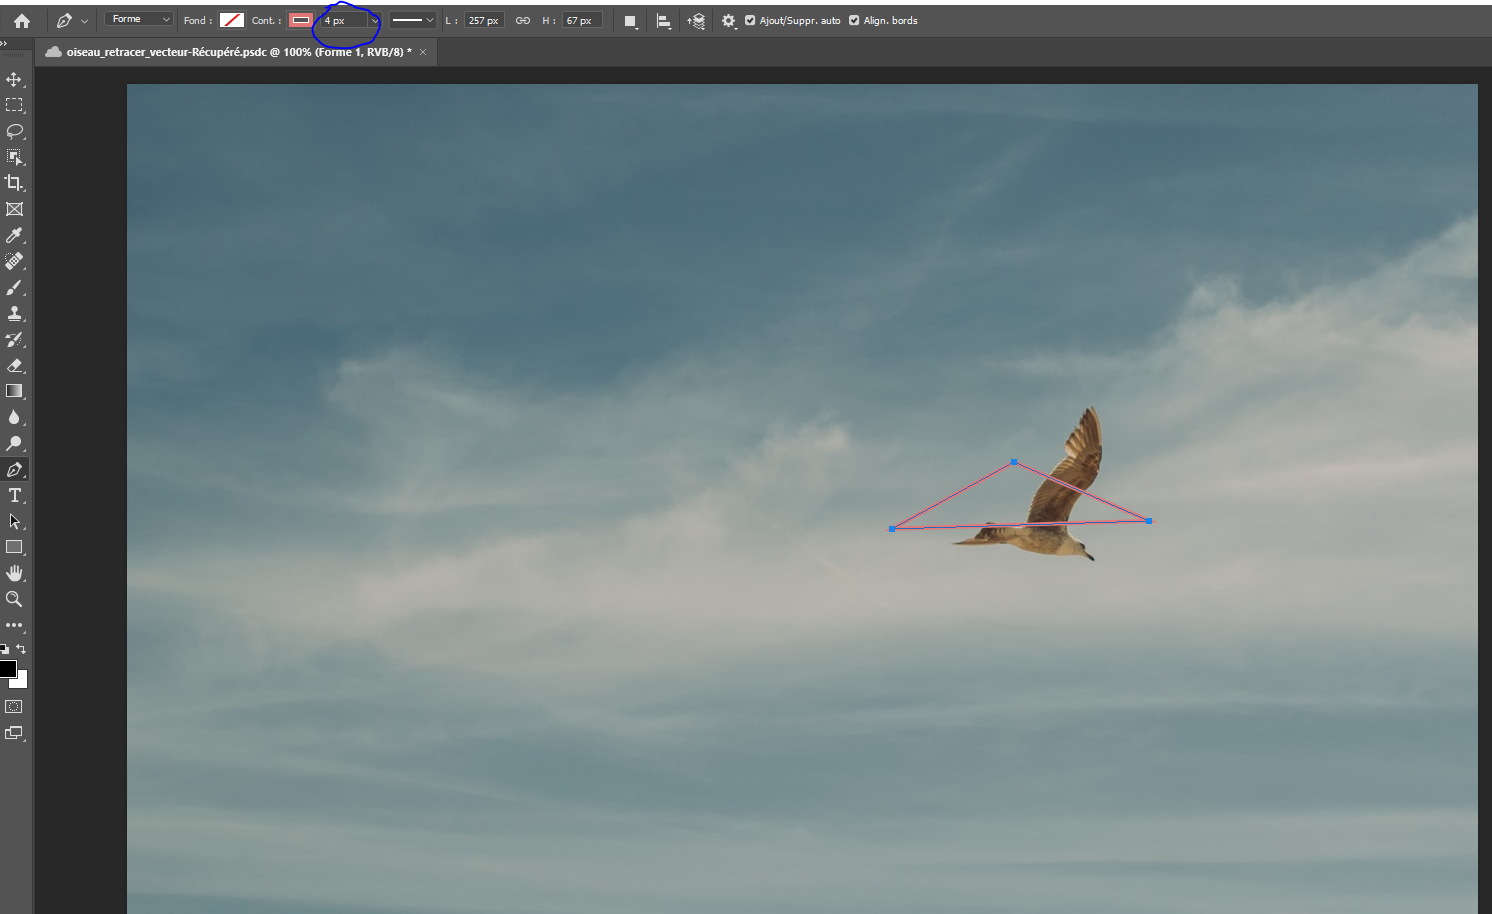 Forme Fond : Cont. : 4 px L : 257 px H : 67 px Ajout/Suppr. auto Align. bords
oiseau_retracer_vecteur-Récupéré.psdc @ 100% (Forme 1, RVB/8) * ×